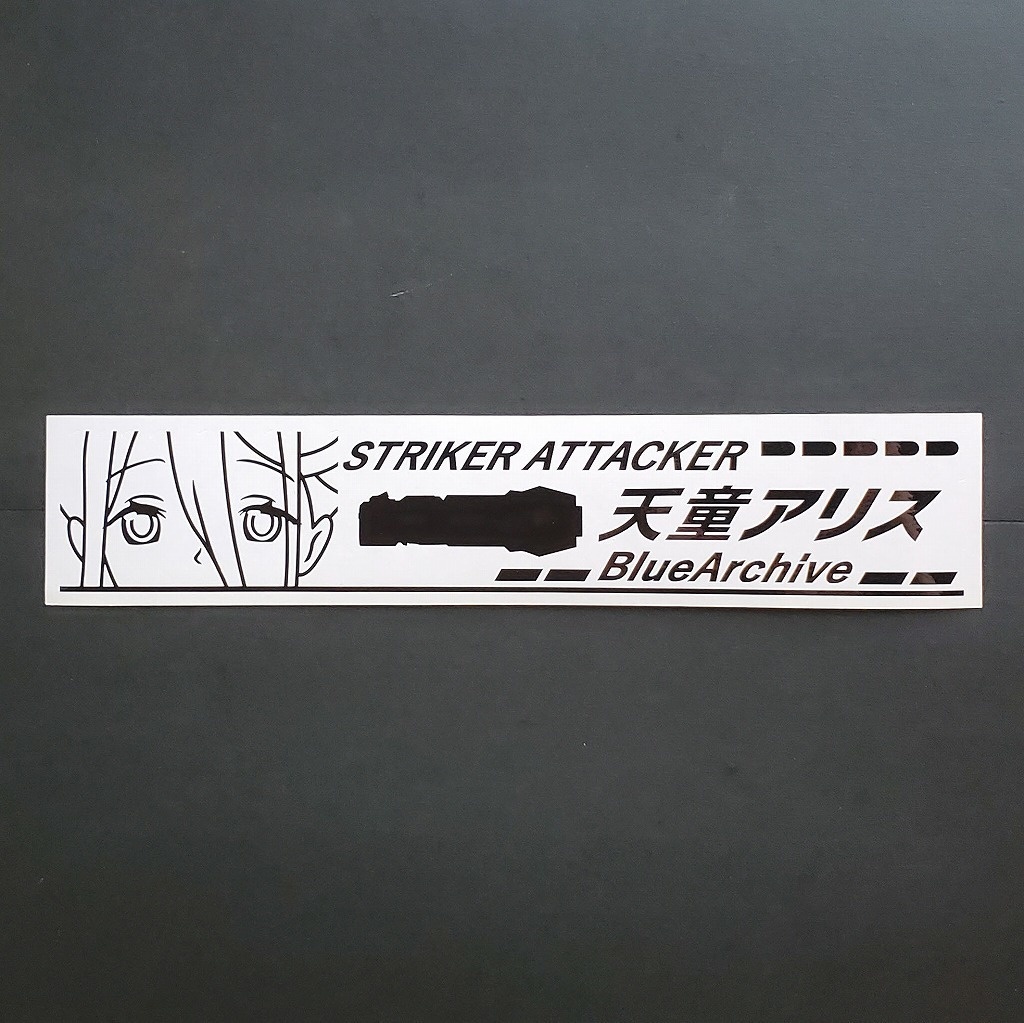 STRIKER ATTACKER
天童アリス
BlueArchive